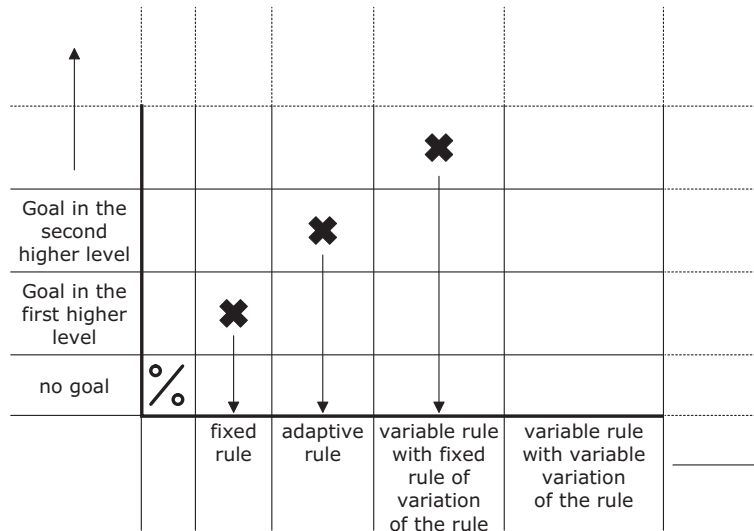 Goal in the
second
higher level
Goal in the
first higher
level
no goal
%
fixed
rule
adaptive
rule
variable rule
with fixed
rule of
variation
of the rule
variable rule
with variable
variation
of the rule